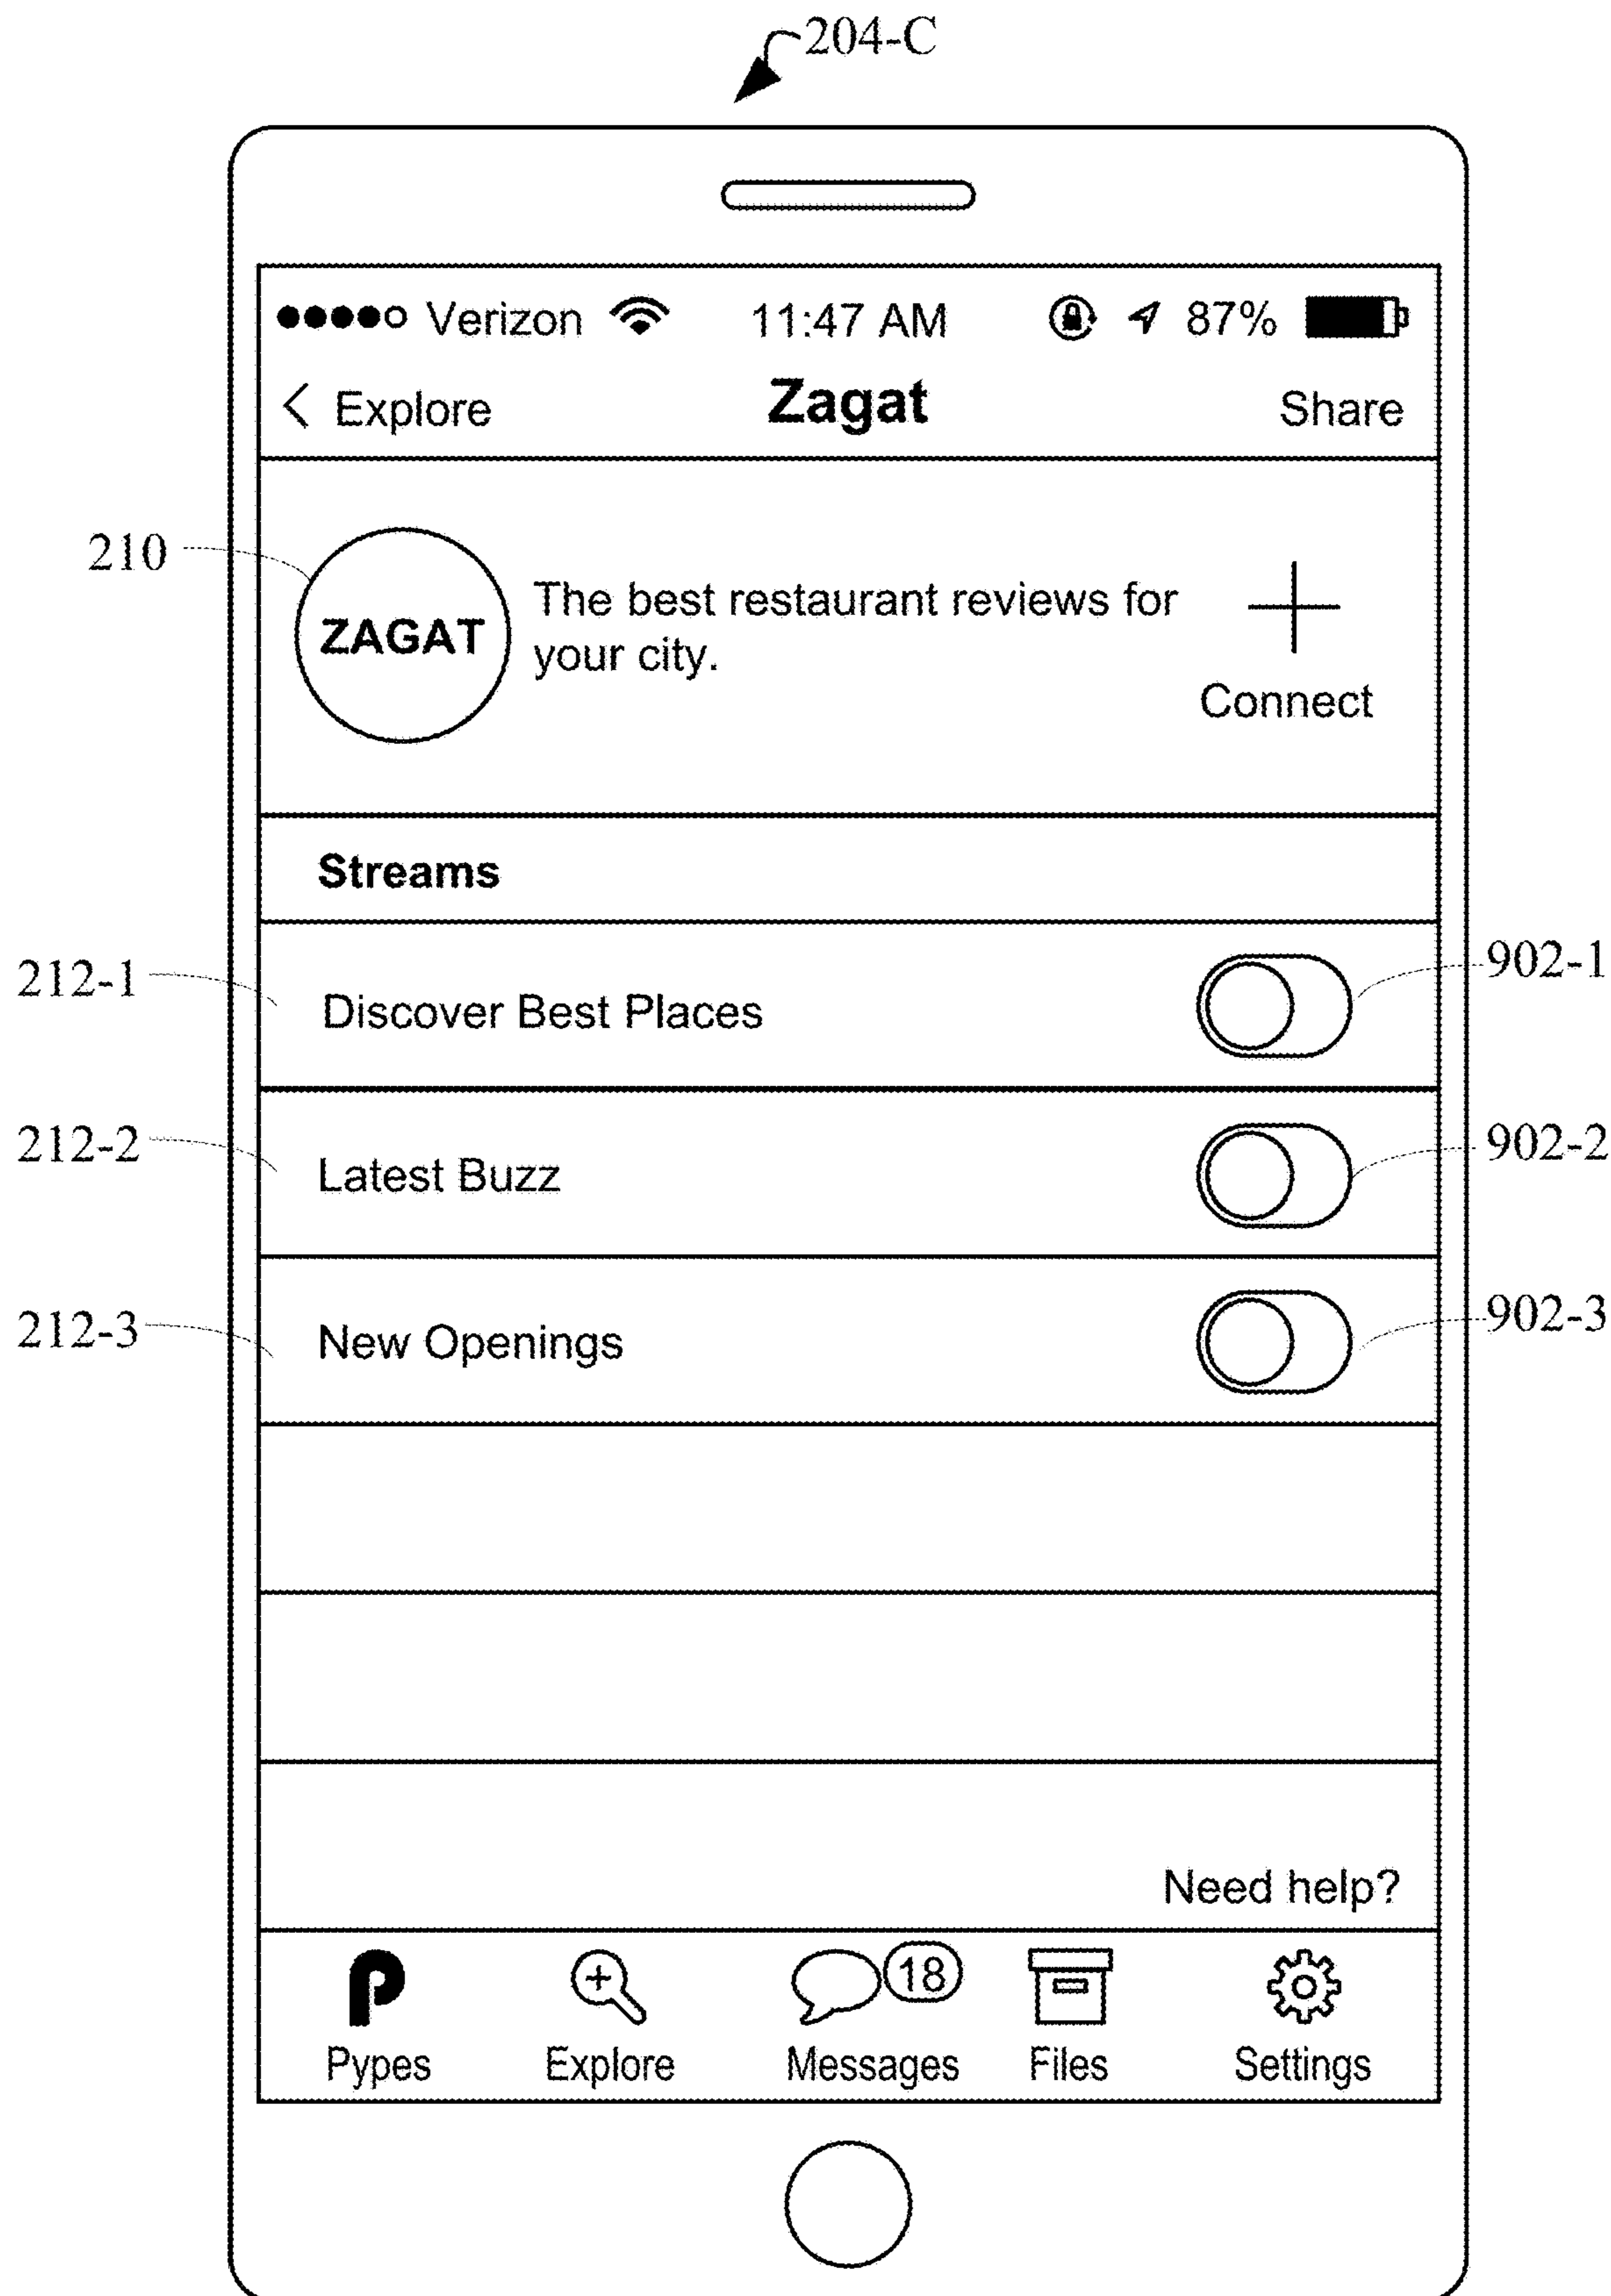 204-C
Verizon 11:47 AM 87%
< Explore Zagat Share
210
ZAGAT
The best restaurant reviews for
your city.
Connect
Streams
212-1 Discover Best Places 902-1
212-2 Latest Buzz 902-2
212-3 New Openings 902-3
Need help?
18
Pypes Explore Messages Files Settings